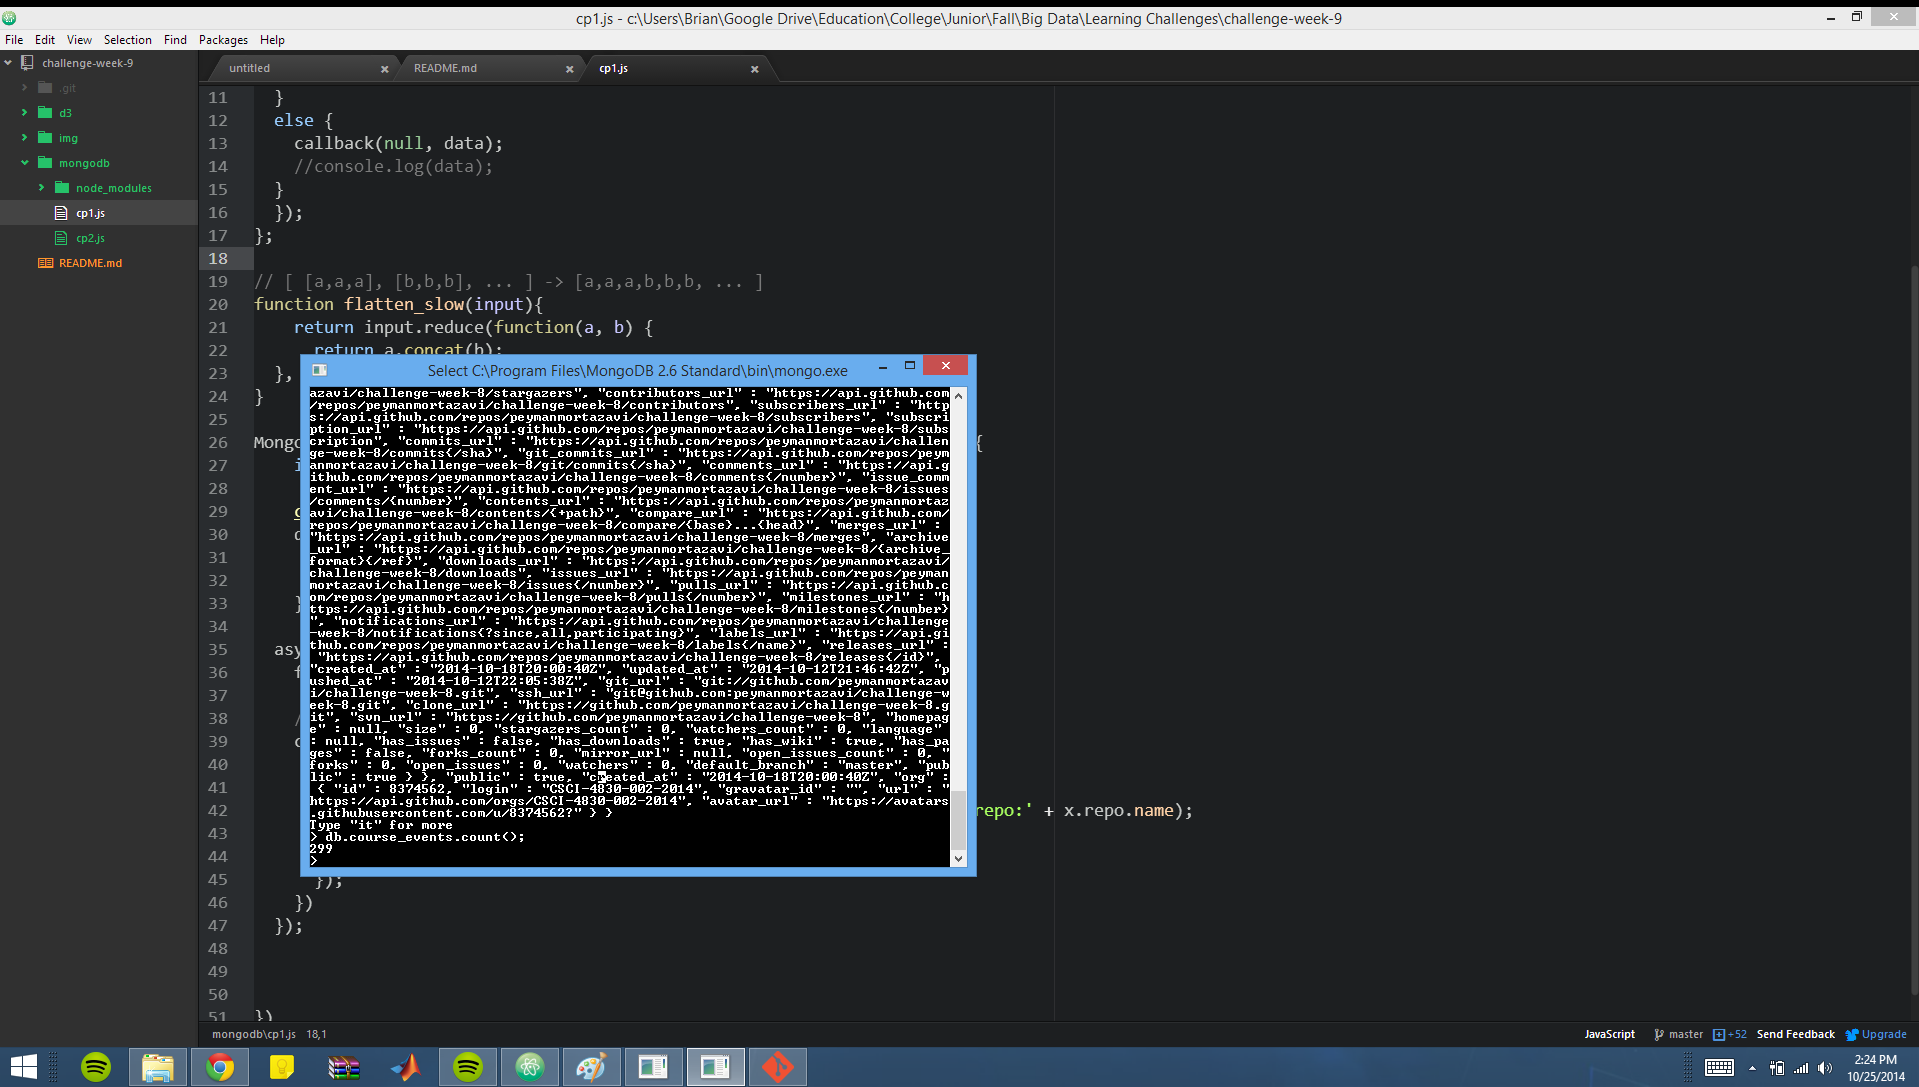 cp1.js - c:\Users\Brian\Google Drive\Education\College\Junior\Fall\Big Data\Learning Challenges\challenge-week-9
File Edit View Selection Find Packages Help
challenge-week-9
.git
d3
img
mongodb
node_modules
cp1.js
cp2.js
README.md
untitled
README.md
cp1.js
11 }
12 else {
13 callback(null, data);
14 //console.log(data);
15 }
16 });
17 };
18
19 // [ [a,a,a], [b,b,b], ... ] -> [a,a,a,b,b,b, ... ]
20 function flatten_slow(input){
21 return input.reduce(function(a, b) {
22 return a.concat(b);
23 },
24 }
25
26 Mongo {
27 i
28
29 c
30 d
31
32
33 }
34
35 asy
36 f
37
38 /
39 c
40
41
42 repo:' + x.repo.name);
43
44
45 });
46 })
47 });
48
49
50
51 })
Select C:\Program Files\MongoDB 2.6 Standard\bin\mongo.exe
azavi/challenge-week-8/stargazers", "contributors_url" : "https://api.github.com
/repos/peymanmortazavi/challenge-week-8/contributors", "subscribers_url" : "http
s://api.github.com/repos/peymanmortazavi/challenge-week-8/subscribers", "subscri
ption_url" : "https://api.github.com/repos/peymanmortazavi/challenge-week-8/subs
cription", "commits_url" : "https://api.github.com/repos/peymanmortazavi/challen
ge-week-8/commits{/sha}", "git_commits_url" : "https://api.github.com/repos/peym
anmortazavi/challenge-week-8/git/commits{/sha}", "comments_url" : "https://api.g
ithub.com/repos/peymanmortazavi/challenge-week-8/comments{/number}", "issue_comm
ent_url" : "https://api.github.com/repos/peymanmortazavi/challenge-week-8/issues
/comments/{number}", "contents_url" : "https://api.github.com/repos/peymanmortaz
avi/challenge-week-8/contents/{+path}", "compare_url" : "https://api.github.com/
repos/peymanmortazavi/challenge-week-8/compare/{base}...{head}", "merges_url" :
"https://api.github.com/repos/peymanmortazavi/challenge-week-8/merges", "archive
_url" : "https://api.github.com/repos/peymanmortazavi/challenge-week-8/{archive_
format}{/ref}", "downloads_url" : "https://api.github.com/repos/peymanmortazavi/
challenge-week-8/downloads", "issues_url" : "https://api.github.com/repos/peyman
mortazavi/challenge-week-8/issues{/number}", "pulls_url" : "https://api.github.c
om/repos/peymanmortazavi/challenge-week-8/pulls{/number}", "milestones_url" : "h
ttps://api.github.com/repos/peymanmortazavi/challenge-week-8/milestones{/number}
", "notifications_url" : "https://api.github.com/repos/peymanmortazavi/challenge
-week-8/notifications{?since,all,participating}", "labels_url" : "https://api.gi
thub.com/repos/peymanmortazavi/challenge-week-8/labels{/name}", "releases_url" :
"https://api.github.com/repos/peymanmortazavi/challenge-week-8/releases{/id}",
"created_at" : "2014-10-18T20:00:40Z", "updated_at" : "2014-10-12T21:46:42Z", "p
ushed_at" : "2014-10-12T22:05:38Z", "git_url" : "git://github.com/peymanmortazav
i/challenge-week-8.git", "ssh_url" : "git@github.com:peymanmortazavi/challenge-w
eek-8.git", "clone_url" : "https://github.com/peymanmortazavi/challenge-week-8.g
it", "svn_url" : "https://github.com/peymanmortazavi/challenge-week-8", "homepag
e" : null, "size" : 0, "stargazers_count" : 0, "watchers_count" : 0, "language"
: null, "has_issues" : false, "has_downloads" : true, "has_wiki" : true, "has_pa
ges" : false, "forks_count" : 0, "mirror_url" : null, "open_issues_count" : 0, "
forks" : 0, "open_issues" : 0, "watchers" : 0, "default_branch" : "master", "pub
lic" : true } }, "public" : true, "created_at" : "2014-10-18T20:00:40Z", "org" :
{ "id" : 8374562, "login" : "CSCI-4830-002-2014", "gravatar_id" : "", "url" : "
https://api.github.com/orgs/CSCI-4830-002-2014", "avatar_url" : "https://avatars
.githubusercontent.com/u/8374562?" } }
Type "it" for more
> db.course_events.count();
299
>
mongodb\cp1.js 18,1
JavaScript master +52 Send Feedback Upgrade
2:24 PM
10/25/2014